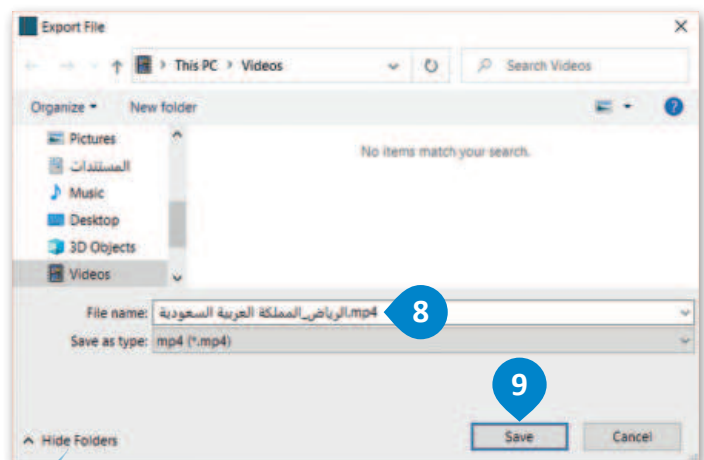 Export File
This PC > Videos
Search Videos
Organize
New folder
Pictures
المستندات
Music
Desktop
3D Objects
Videos
No items match your search.
File name: الرياض_المملكة العربية السعودية.mp4
8
Save as type: mp4 (*.mp4)
9
Hide Folders
Save
Cancel